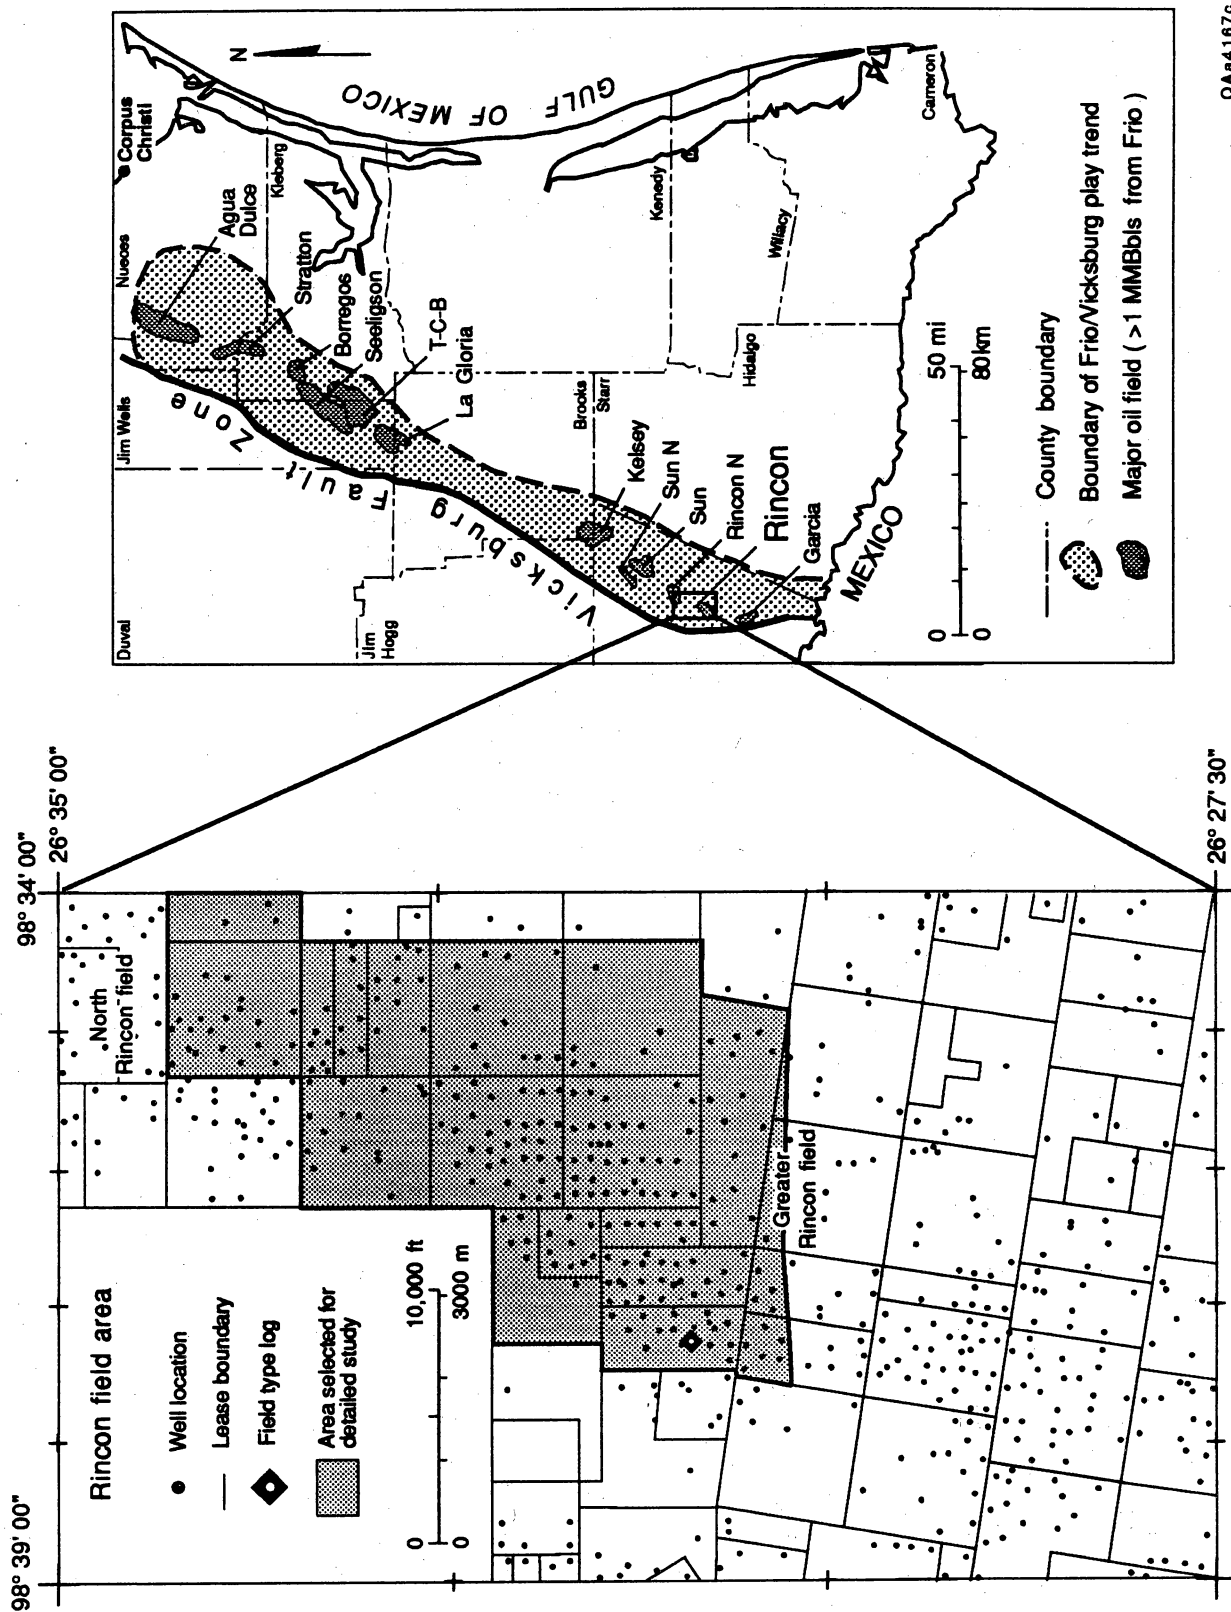 98° 39' 00"
98° 34' 00"
26° 35' 00"
26° 27' 30"
Rincon field area
Well location
Lease boundary
Field type log
Area selected for
detailed study
0
10,000 ft
0
3000 m
North
Rincon field
Greater
Rincon field
Duval
Jim Wells
Nueces
Corpus
Christi
N
Agua
Dulce
Kleberg
Stratton
Borregos
Seeligson
T-C-B
La Gloria
GULF OF MEXICO
Vicksburg Fault Zone
Jim
Hogg
Brooks
Starr
Kenedy
Willacy
Hidalgo
Cameron
Kelsey
Sun N
Sun
Rincon N
Rincon
Garcia
MEXICO
0
50 mi
0
80 km
County boundary
Boundary of Frio/Vicksburg play trend
Major oil field ( >1 MMBbls from Frio )
QAa4167c